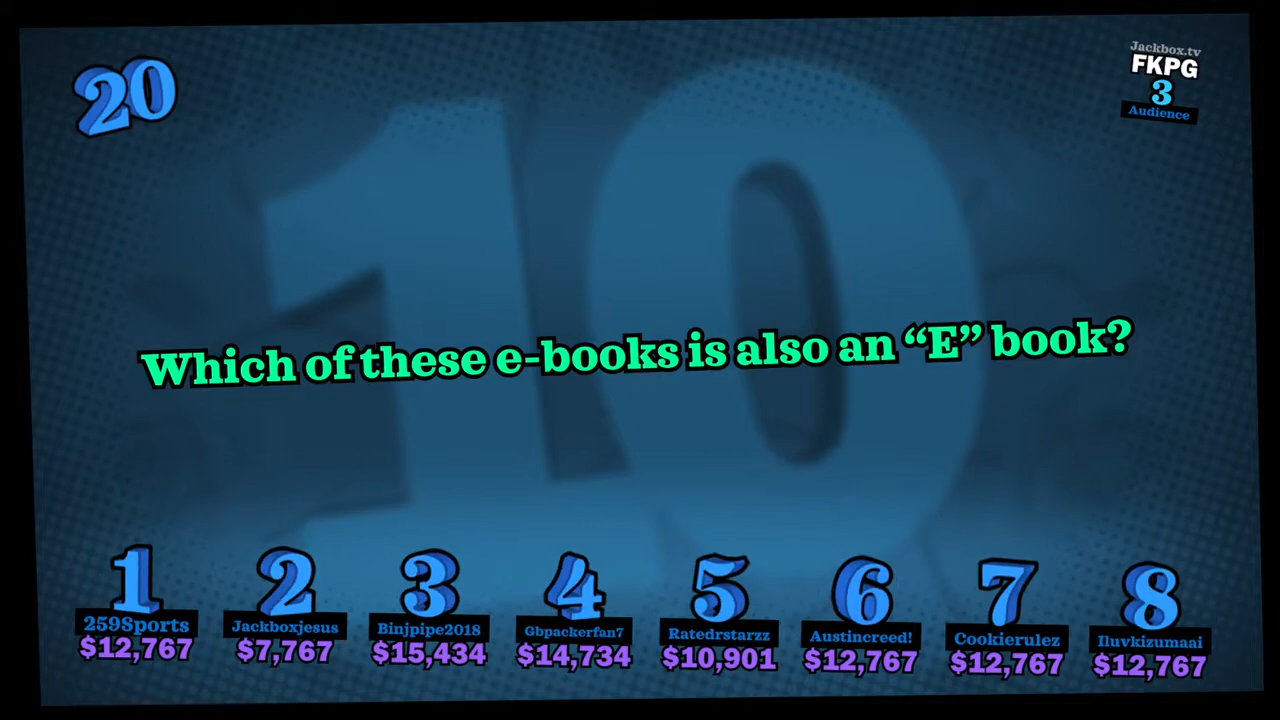 20
Jackbox.tv
FKPG
3
Audience
10
Which of these e-books is also an “E” book?
1 2 3 4 5 6 7 8
259Sports Jackboxjesus Binjpipe2018 Gbpackerfan7 Ratedrstarzz Austincreed! Cookierulez Iluvkizumaai
$12,767 $7,767 $15,434 $14,734 $10,901 $12,767 $12,767 $12,767